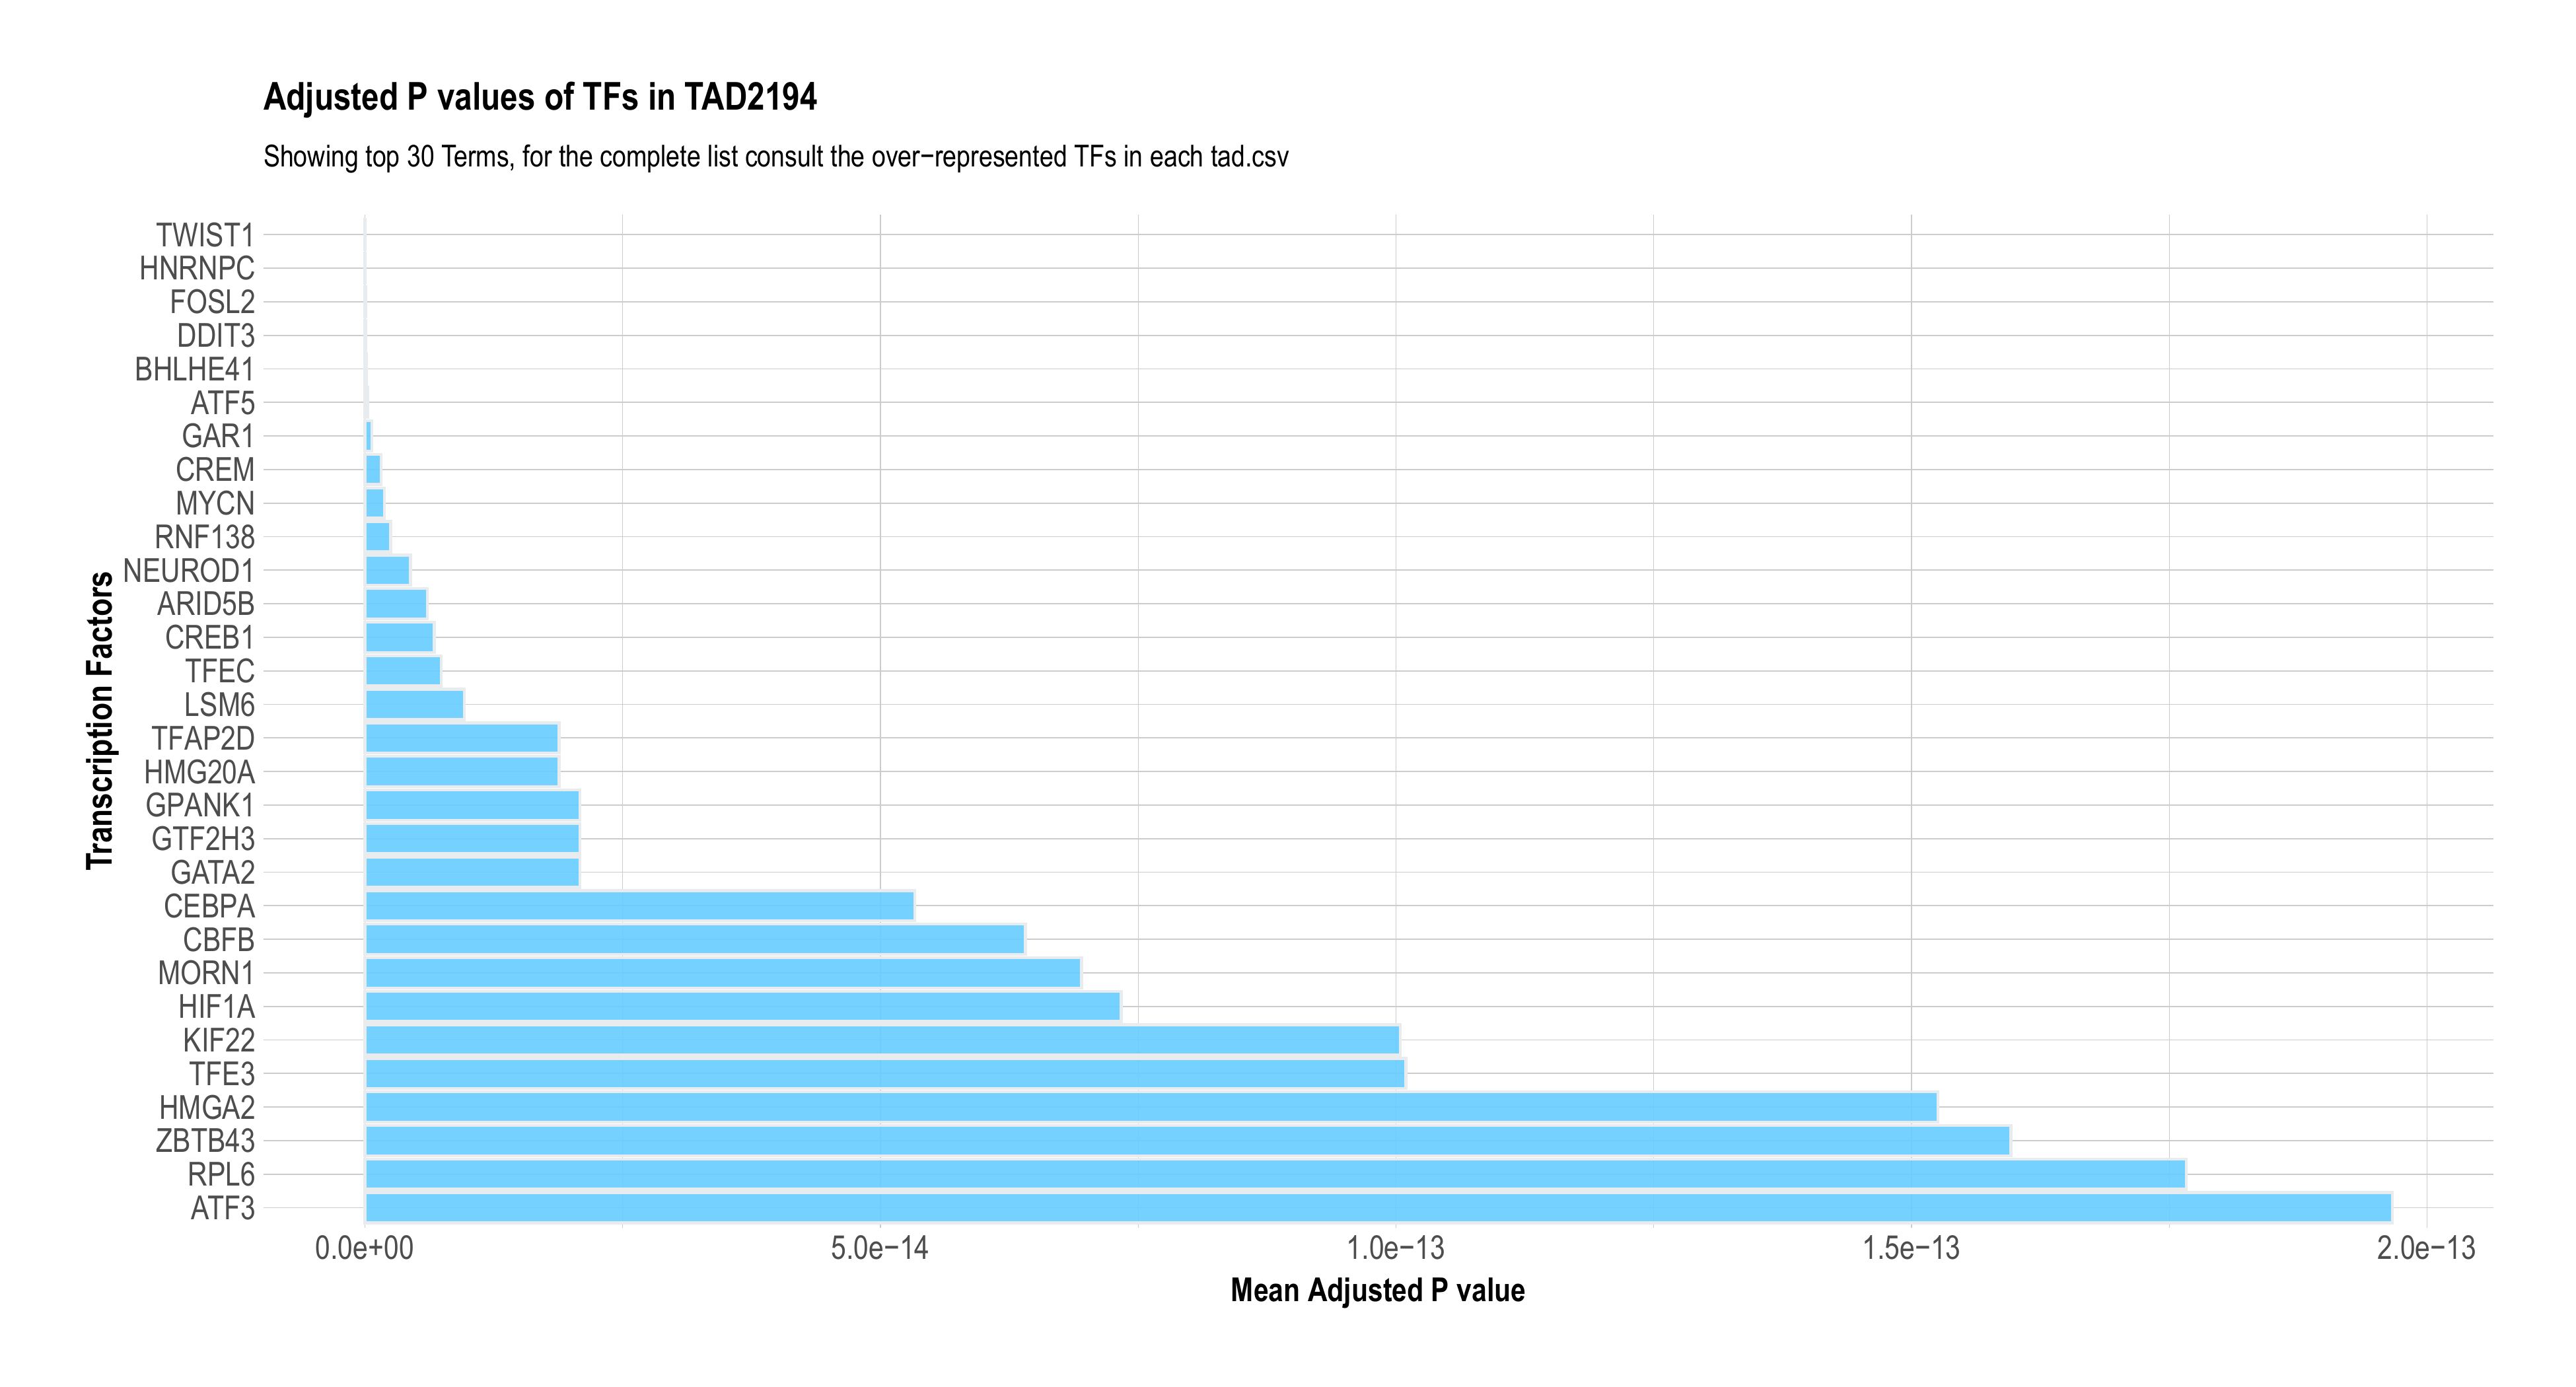 Adjusted P values of TFs in TAD2194
Showing top 30 Terms, for the complete list consult the over−represented TFs in each tad.csv
Transcription Factors
TWIST1
HNRNPC
FOSL2
DDIT3
BHLHE41
ATF5
GAR1
CREM
MYCN
RNF138
NEUROD1
ARID5B
CREB1
TFEC
LSM6
TFAP2D
HMG20A
GPANK1
GTF2H3
GATA2
CEBPA
CBFB
MORN1
HIF1A
KIF22
TFE3
HMGA2
ZBTB43
RPL6
ATF3
0.0e+00 5.0e−14 1.0e−13 1.5e−13 2.0e−13
Mean Adjusted P value